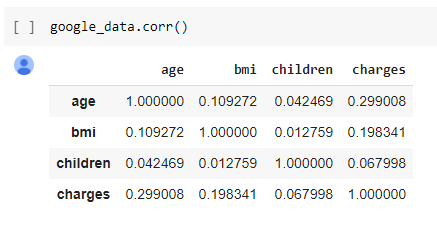 [ ] google_data.corr()
age bmi children charges
age 1.000000 0.109272 0.042469 0.299008
bmi 0.109272 1.000000 0.012759 0.198341
children 0.042469 0.012759 1.000000 0.067998
charges 0.299008 0.198341 0.067998 1.000000